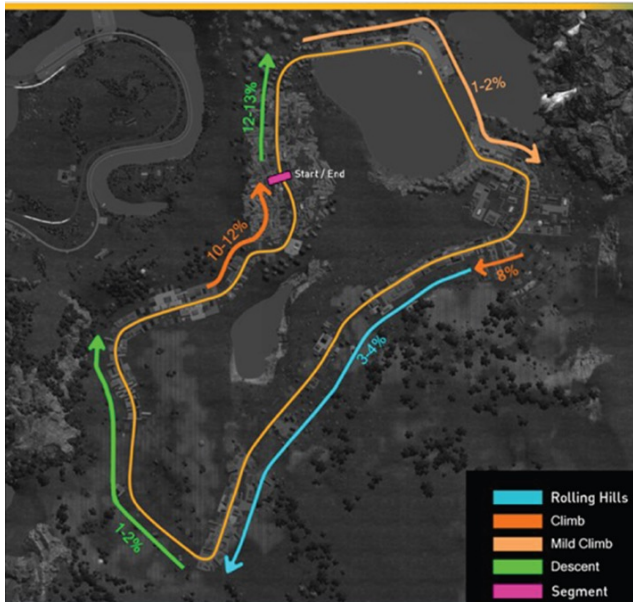 1-2%
12-13%
Start / End
10-12%
8%
3-4%
1-2%
Rolling Hills
Climb
Mild Climb
Descent
Segment